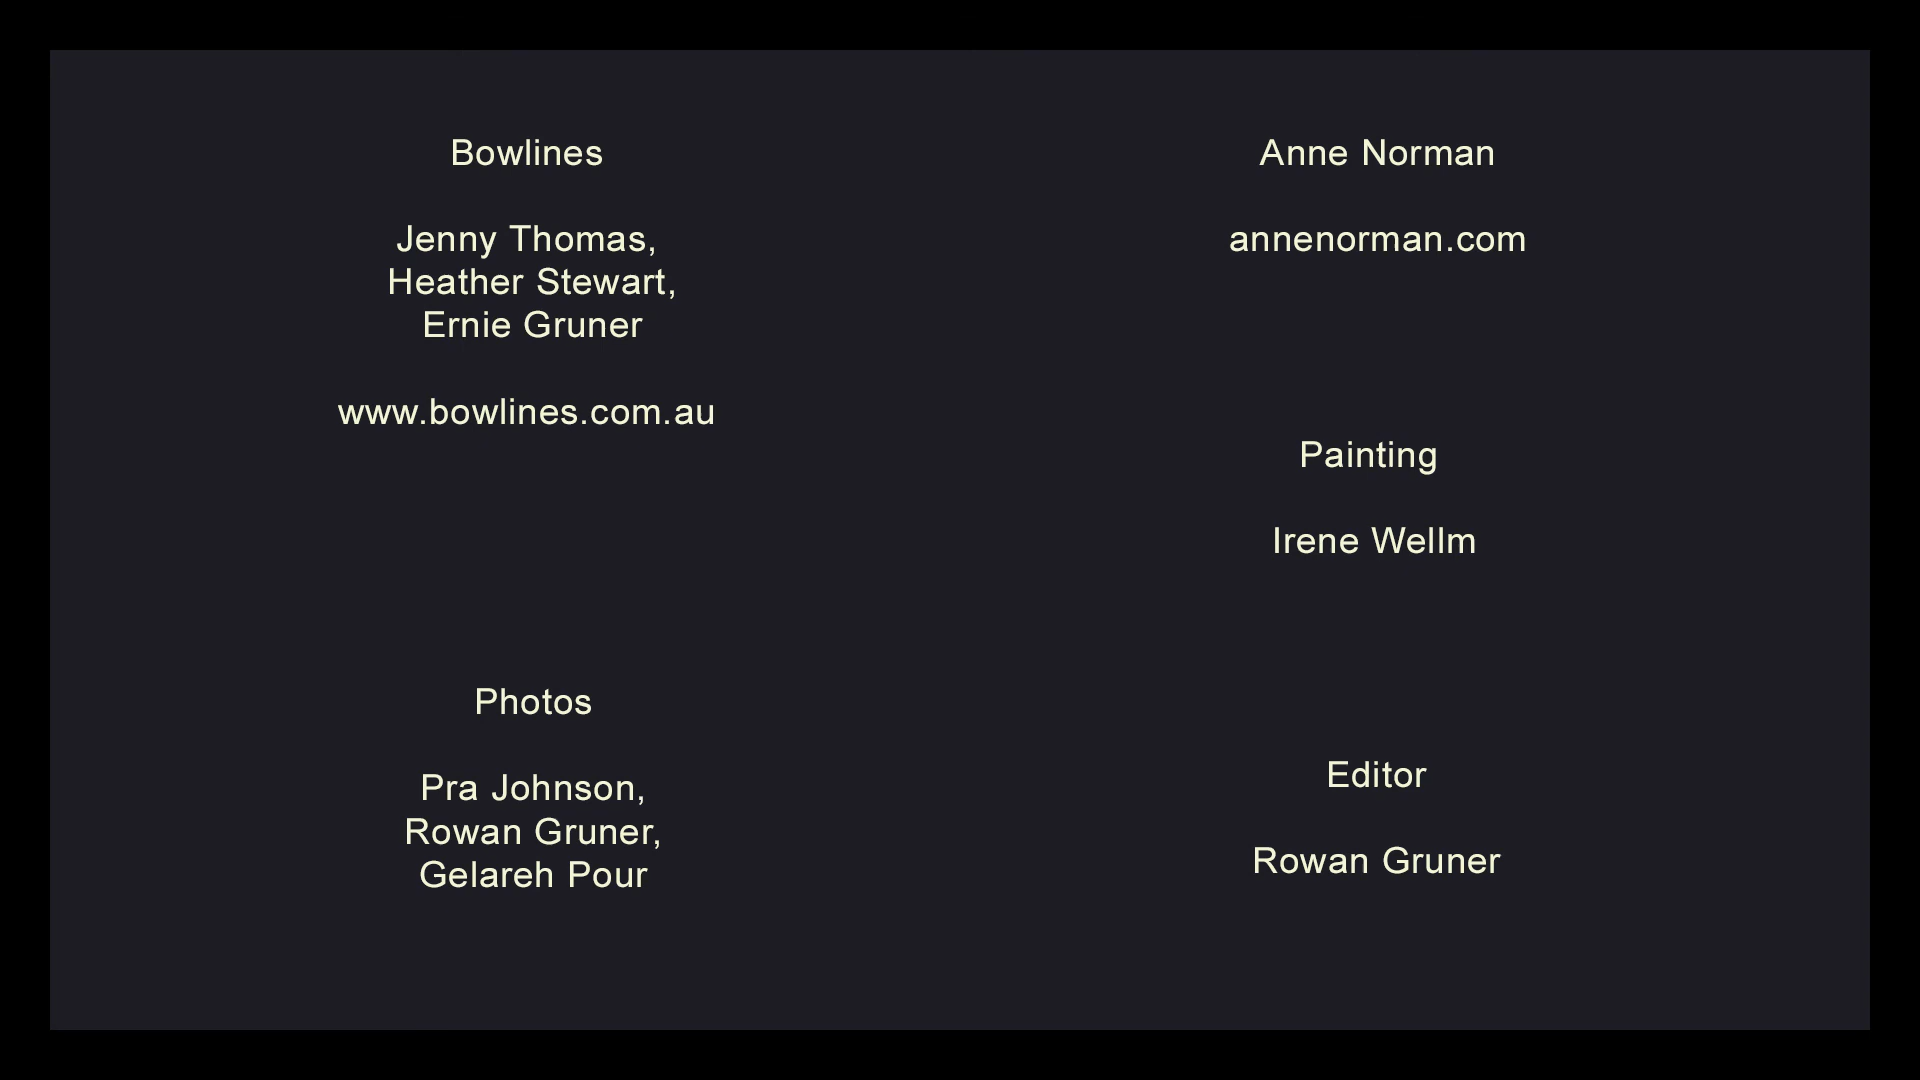 Bowlines
Jenny Thomas,
Heather Stewart,
Ernie Gruner
www.bowlines.com.au
Photos
Pra Johnson,
Rowan Gruner,
Gelareh Pour
Anne Norman
annenorman.com
Painting
Irene Wellm
Editor
Rowan Gruner